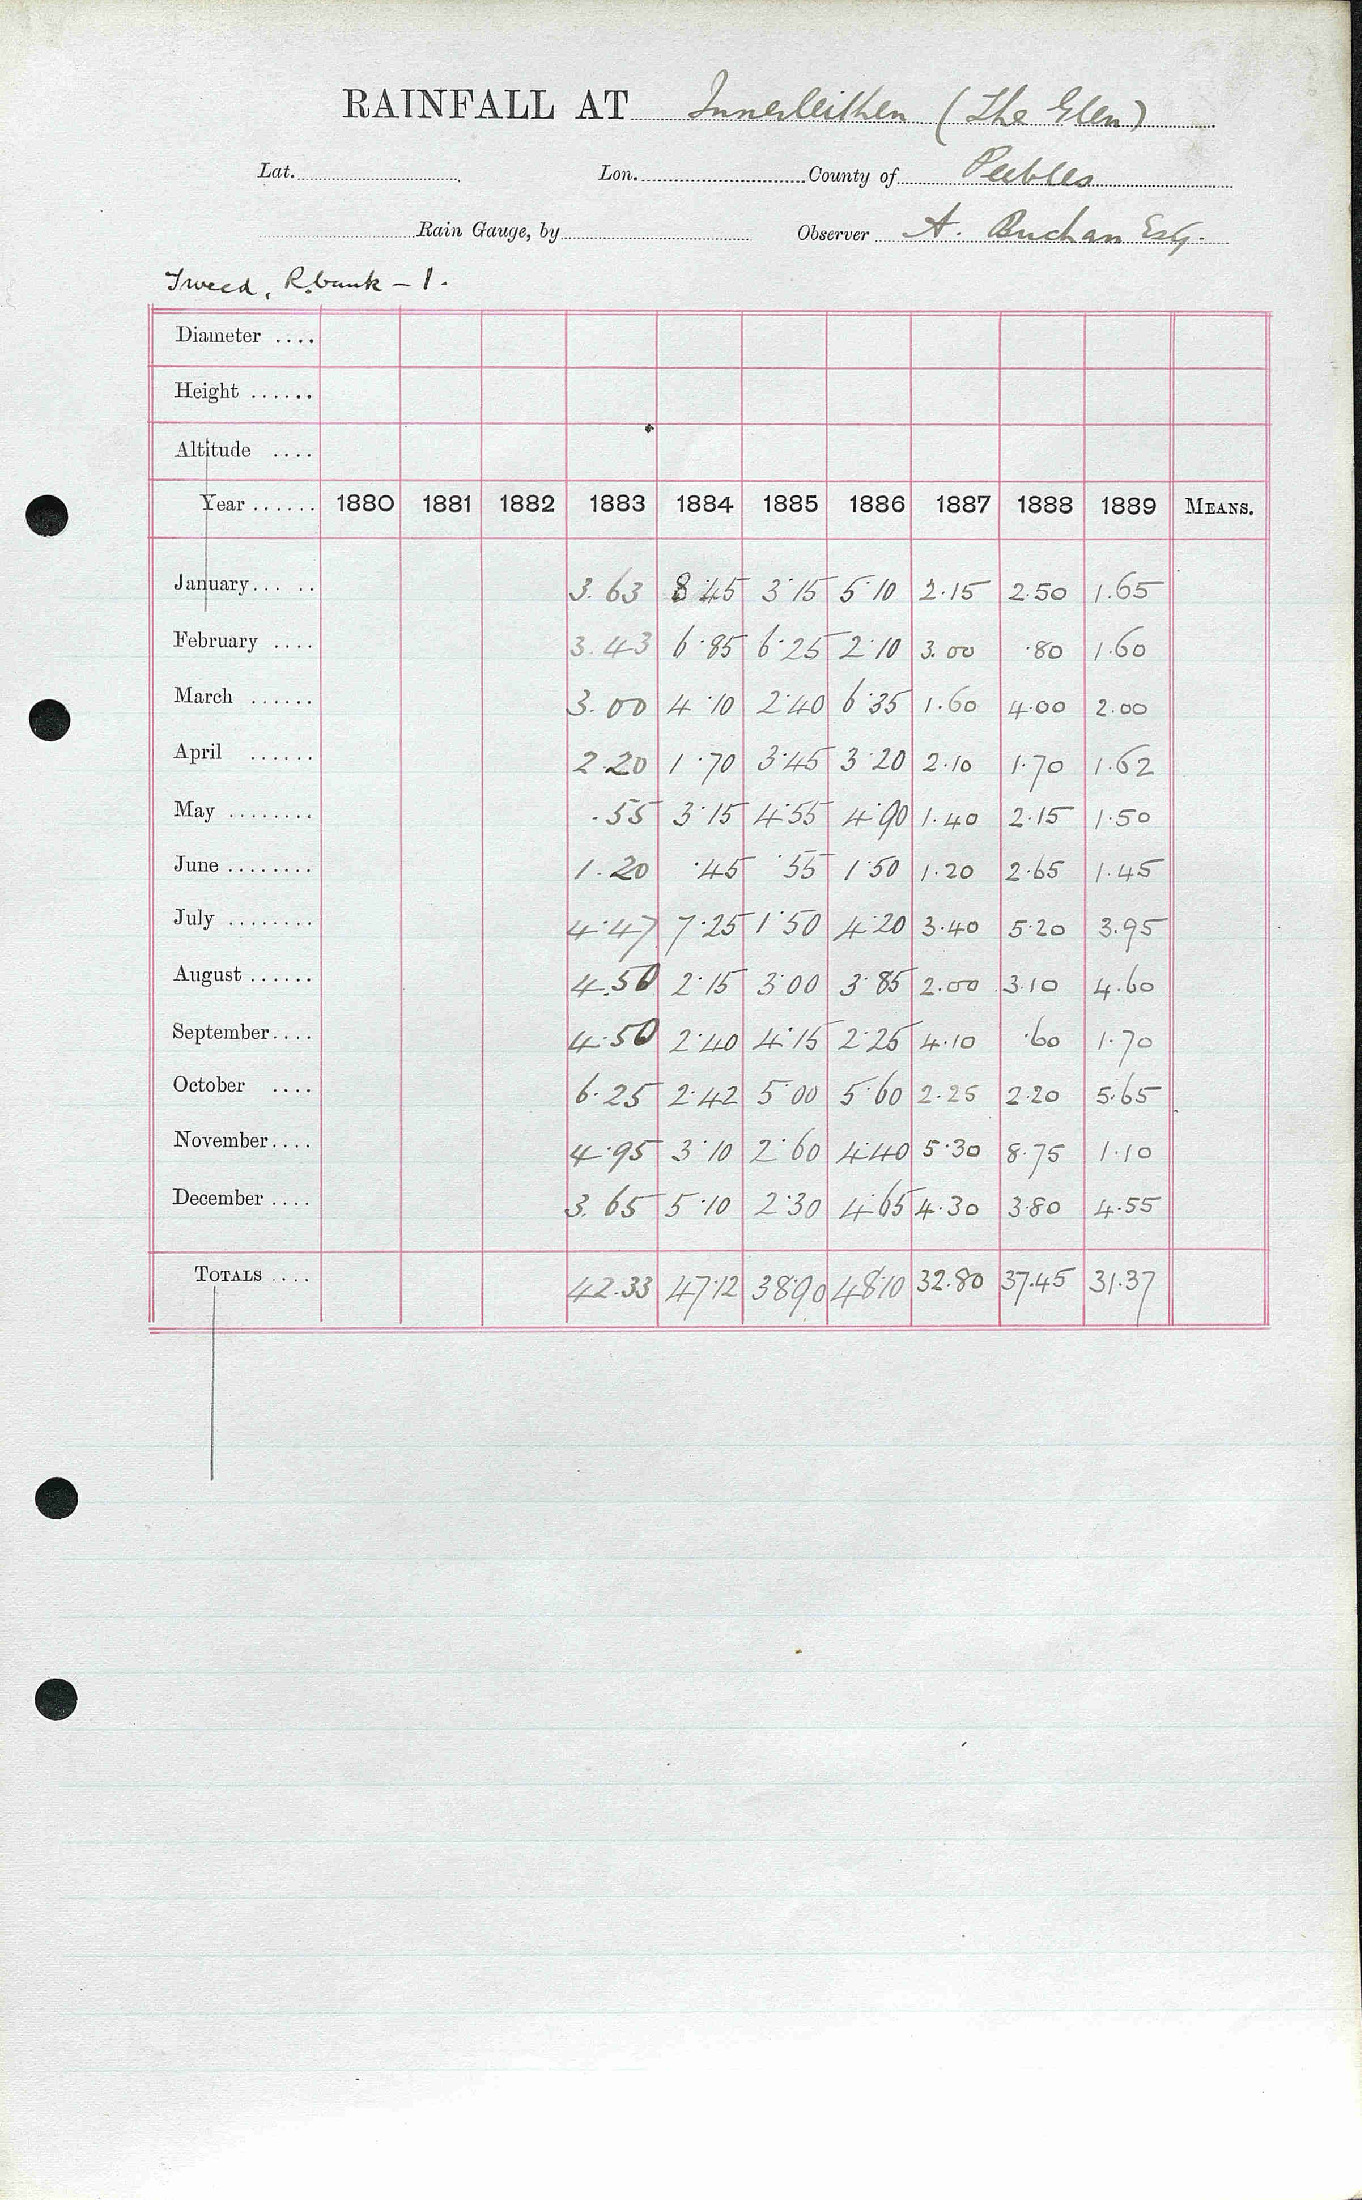 RAINFALL AT Innerleithen (The Glen)
Lat. Lon. County of Peebles
Rain Gauge, by Observer A. Buchan Esq.
Tweed, R.bank - 1.
Diameter ....
Height ......
Altitude ....
Year ...... 1880 1881 1882 1883 1884 1885 1886 1887 1888 1889 MEANS.
January... .. 3.63 8.45 3.15 5.10 2.15 2.50 1.65
February .... 3.43 6.85 6.25 2.10 3.00 .80 1.60
March ...... 3.00 4.10 2.40 6.35 1.60 4.00 2.00
April ...... 2.20 1.70 3.45 3.20 2.10 1.70 1.62
May ........ .55 3.15 4.55 4.90 1.40 2.15 1.50
June ........ 1.20 .45 .55 1.50 1.20 2.65 1.45
July ........ 4.47 7.25 1.50 4.20 3.40 5.20 3.95
August ...... 4.50 2.15 3.00 3.85 2.00 3.10 4.60
September.... 4.50 2.40 4.15 2.25 4.10 .60 1.70
October .... 6.25 2.42 5.00 5.60 2.25 2.20 5.65
November.... 4.95 3.10 2.60 4.40 5.30 8.75 1.10
December .... 3.65 5.10 2.30 4.65 4.30 3.80 4.55
TOTALS .... 42.33 47.12 38.90 48.10 32.80 37.45 31.37